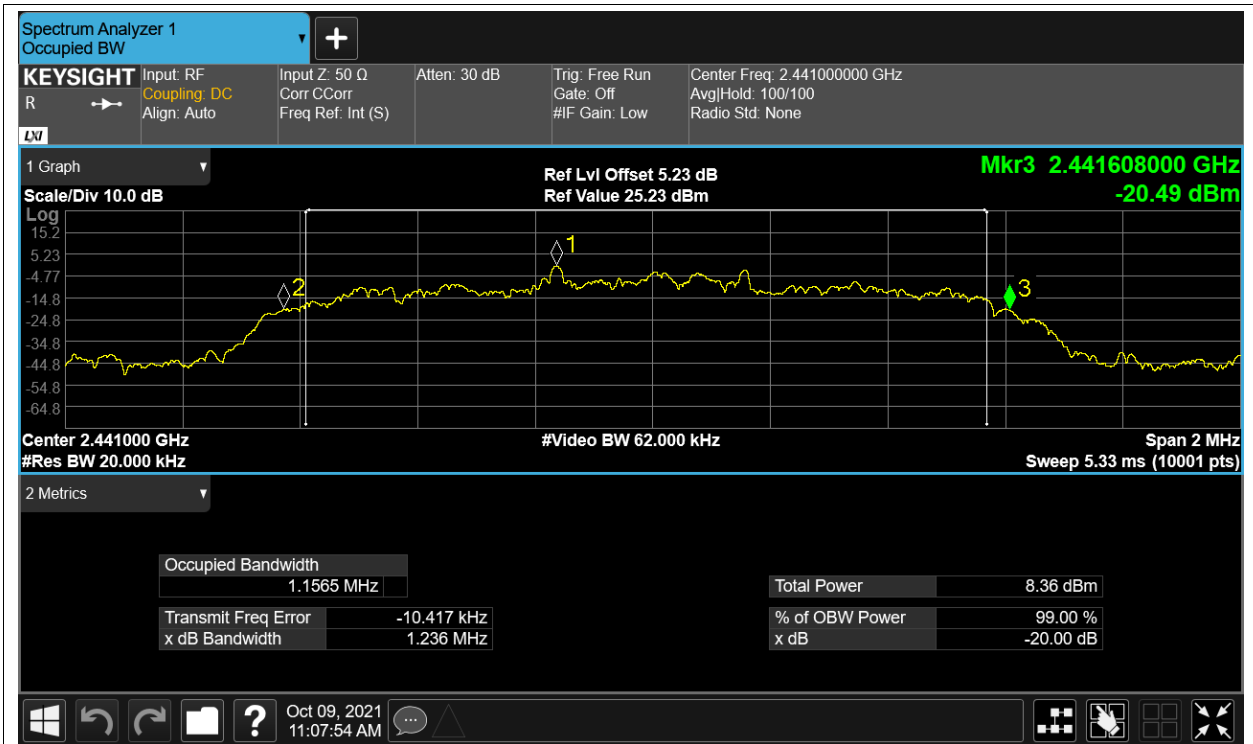 Spectrum Analyzer 1
Occupied BW
+
KEYSIGHT
R
LXI
Input: RF
Coupling: DC
Align: Auto
Input Z: 50 Ω
Corr CCorr
Freq Ref: Int (S)
Atten: 30 dB
Trig: Free Run
Gate: Off
#IF Gain: Low
Center Freq: 2.441000000 GHz
Avg|Hold: 100/100
Radio Std: None
1 Graph
Scale/Div 10.0 dB
Ref Lvl Offset 5.23 dB
Ref Value 25.23 dBm
Mkr3 2.441608000 GHz
-20.49 dBm
Log
15.2
5.23
-4.77
-14.8
-24.8
-34.8
-44.8
-54.8
-64.8
1
2
3
Center 2.441000 GHz
#Res BW 20.000 kHz
#Video BW 62.000 kHz
Span 2 MHz
Sweep 5.33 ms (10001 pts)
2 Metrics
Occupied Bandwidth
1.1565 MHz
Transmit Freq Error -10.417 kHz
x dB Bandwidth 1.236 MHz
Total Power 8.36 dBm
% of OBW Power 99.00 %
x dB -20.00 dB
?
Oct 09, 2021
11:07:54 AM